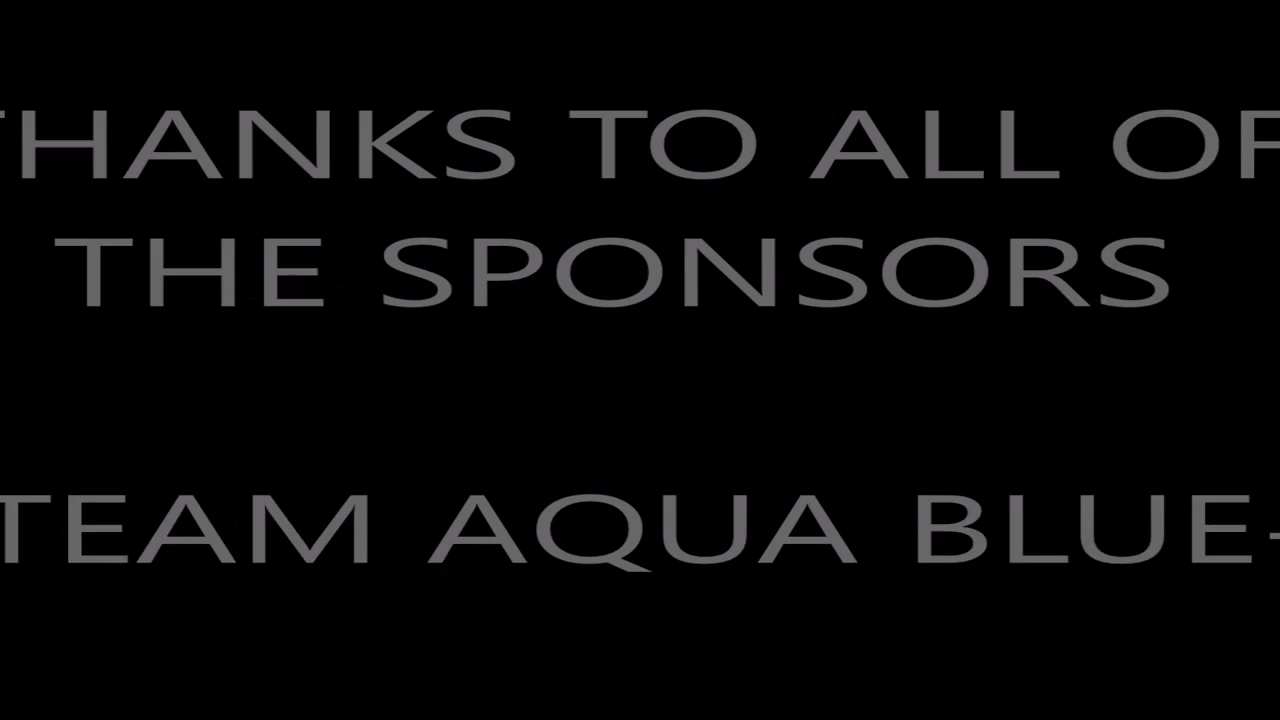 THANKS TO ALL OF
THE SPONSORS
TEAM AQUA BLUE-